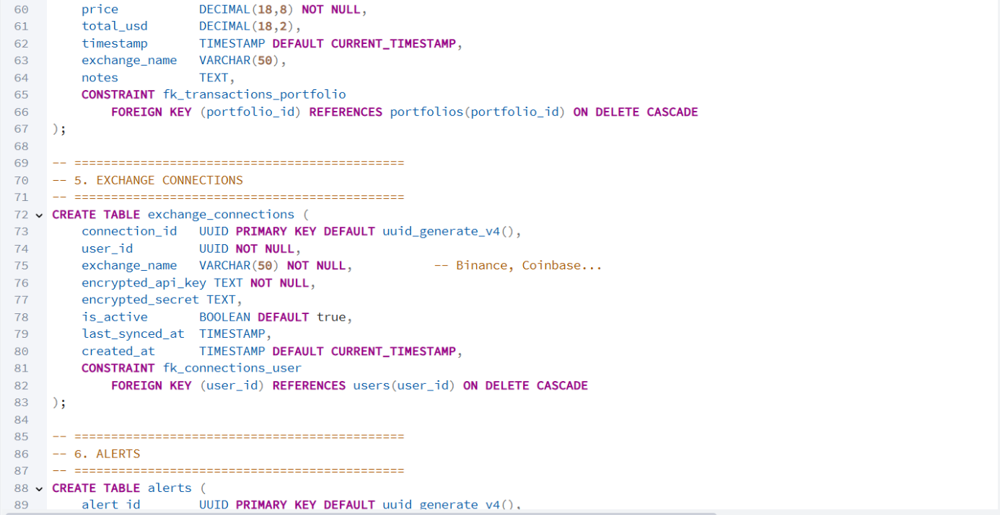 60 price DECIMAL(18,8) NOT NULL,
61 total_usd DECIMAL(18,2),
62 timestamp TIMESTAMP DEFAULT CURRENT_TIMESTAMP,
63 exchange_name VARCHAR(50),
64 notes TEXT,
65 CONSTRAINT fk_transactions_portfolio
66 FOREIGN KEY (portfolio_id) REFERENCES portfolios(portfolio_id) ON DELETE CASCADE
67 );
68
69 -- =============================================
70 -- 5. EXCHANGE CONNECTIONS
71 -- =============================================
72 CREATE TABLE exchange_connections (
73 connection_id UUID PRIMARY KEY DEFAULT uuid_generate_v4(),
74 user_id UUID NOT NULL,
75 exchange_name VARCHAR(50) NOT NULL, -- Binance, Coinbase...
76 encrypted_api_key TEXT NOT NULL,
77 encrypted_secret TEXT,
78 is_active BOOLEAN DEFAULT true,
79 last_synced_at TIMESTAMP,
80 created_at TIMESTAMP DEFAULT CURRENT_TIMESTAMP,
81 CONSTRAINT fk_connections_user
82 FOREIGN KEY (user_id) REFERENCES users(user_id) ON DELETE CASCADE
83 );
84
85 -- =============================================
86 -- 6. ALERTS
87 -- =============================================
88 CREATE TABLE alerts (
89 alert_id UUID PRIMARY KEY DEFAULT uuid_generate_v4(),